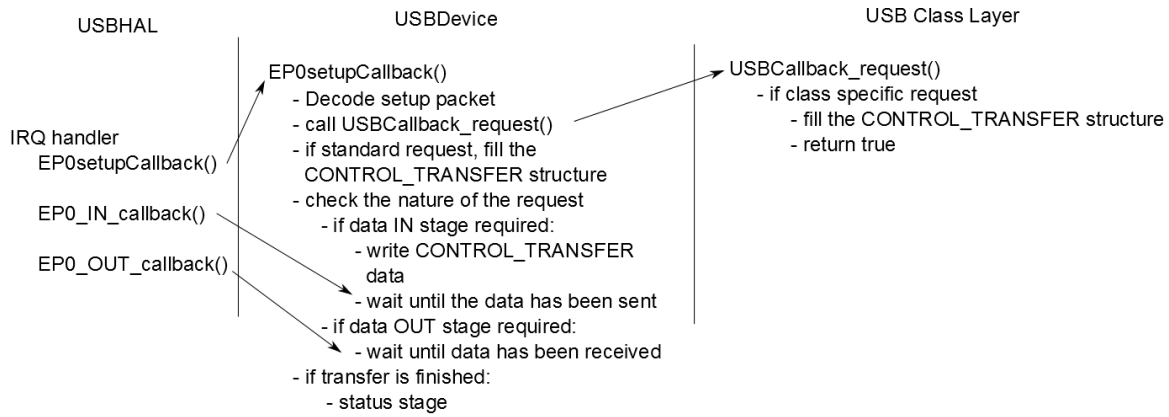 USBHAL
USBDevice
USB Class Layer
IRQ handler
EP0setupCallback()
EP0_IN_callback()
EP0_OUT_callback()
EP0setupCallback()
- Decode setup packet
- call USBCallback_request()
- if standard request, fill the
CONTROL_TRANSFER structure
- check the nature of the request
- if data IN stage required:
- write CONTROL_TRANSFER
data
- wait until the data has been sent
- if data OUT stage required:
- wait until data has been received
- if transfer is finished:
- status stage
USBCallback_request()
- if class specific request
- fill the CONTROL_TRANSFER structure
- return true